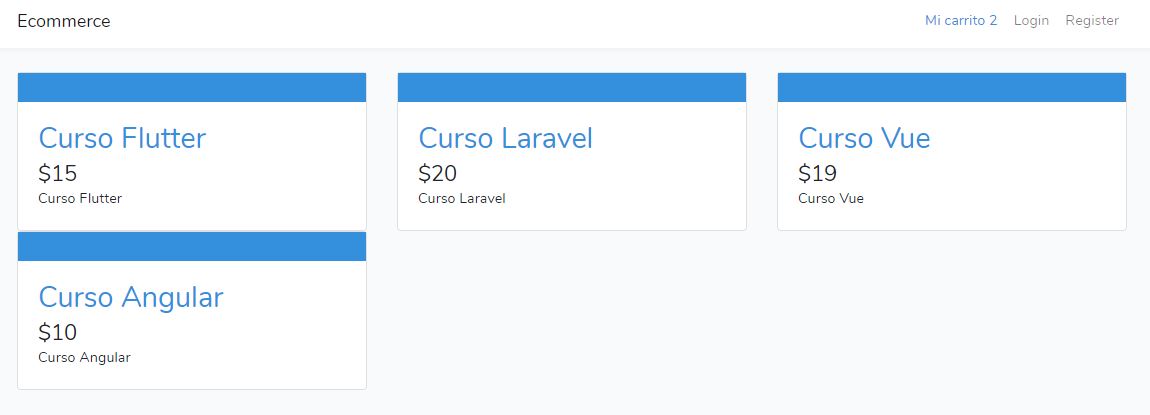 Ecommerce
Mi carrito 2 Login Register
Curso Flutter
$15
Curso Flutter
Curso Laravel
$20
Curso Laravel
Curso Vue
$19
Curso Vue
Curso Angular
$10
Curso Angular